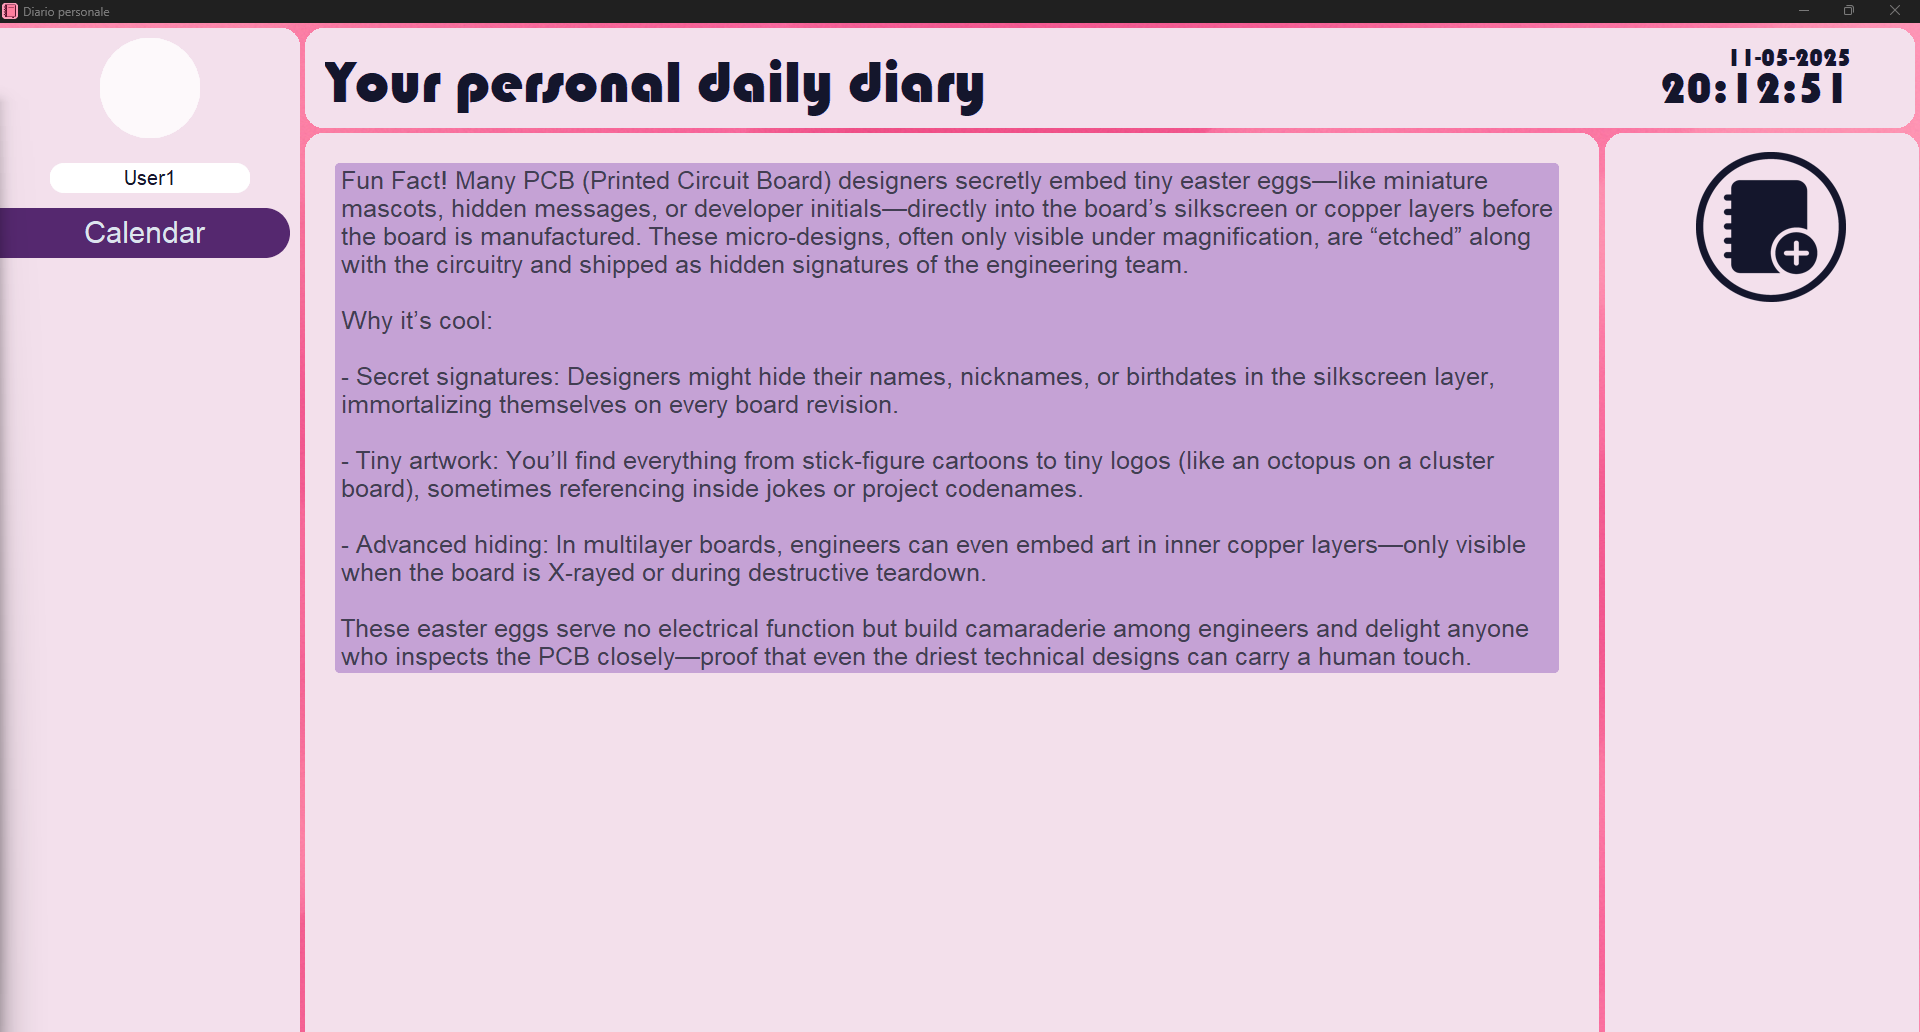 Diario personale
Your personal daily diary
11-05-2025
20:12:51
User1
Calendar
Fun Fact! Many PCB (Printed Circuit Board) designers secretly embed tiny easter eggs—like miniature
mascots, hidden messages, or developer initials—directly into the board’s silkscreen or copper layers before
the board is manufactured. These micro-designs, often only visible under magnification, are “etched” along
with the circuitry and shipped as hidden signatures of the engineering team.
Why it’s cool:
- Secret signatures: Designers might hide their names, nicknames, or birthdates in the silkscreen layer,
immortalizing themselves on every board revision.
- Tiny artwork: You’ll find everything from stick-figure cartoons to tiny logos (like an octopus on a cluster
board), sometimes referencing inside jokes or project codenames.
- Advanced hiding: In multilayer boards, engineers can even embed art in inner copper layers—only visible
when the board is X-rayed or during destructive teardown.
These easter eggs serve no electrical function but build camaraderie among engineers and delight anyone
who inspects the PCB closely—proof that even the driest technical designs can carry a human touch.